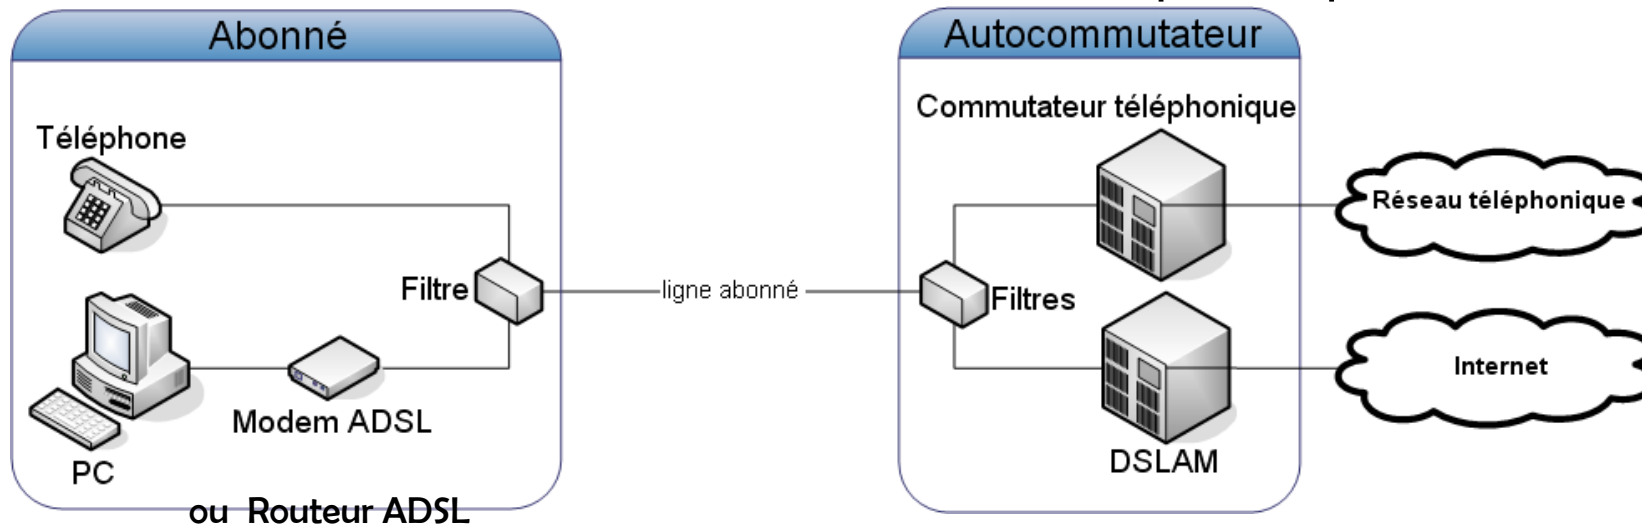 Abonné
Téléphone
Filtre
Modem ADSL
PC
ou Routeur ADSL
ligne abonné
Autocommutateur
Commutateur téléphonique
Filtres
DSLAM
Réseau téléphonique
Internet